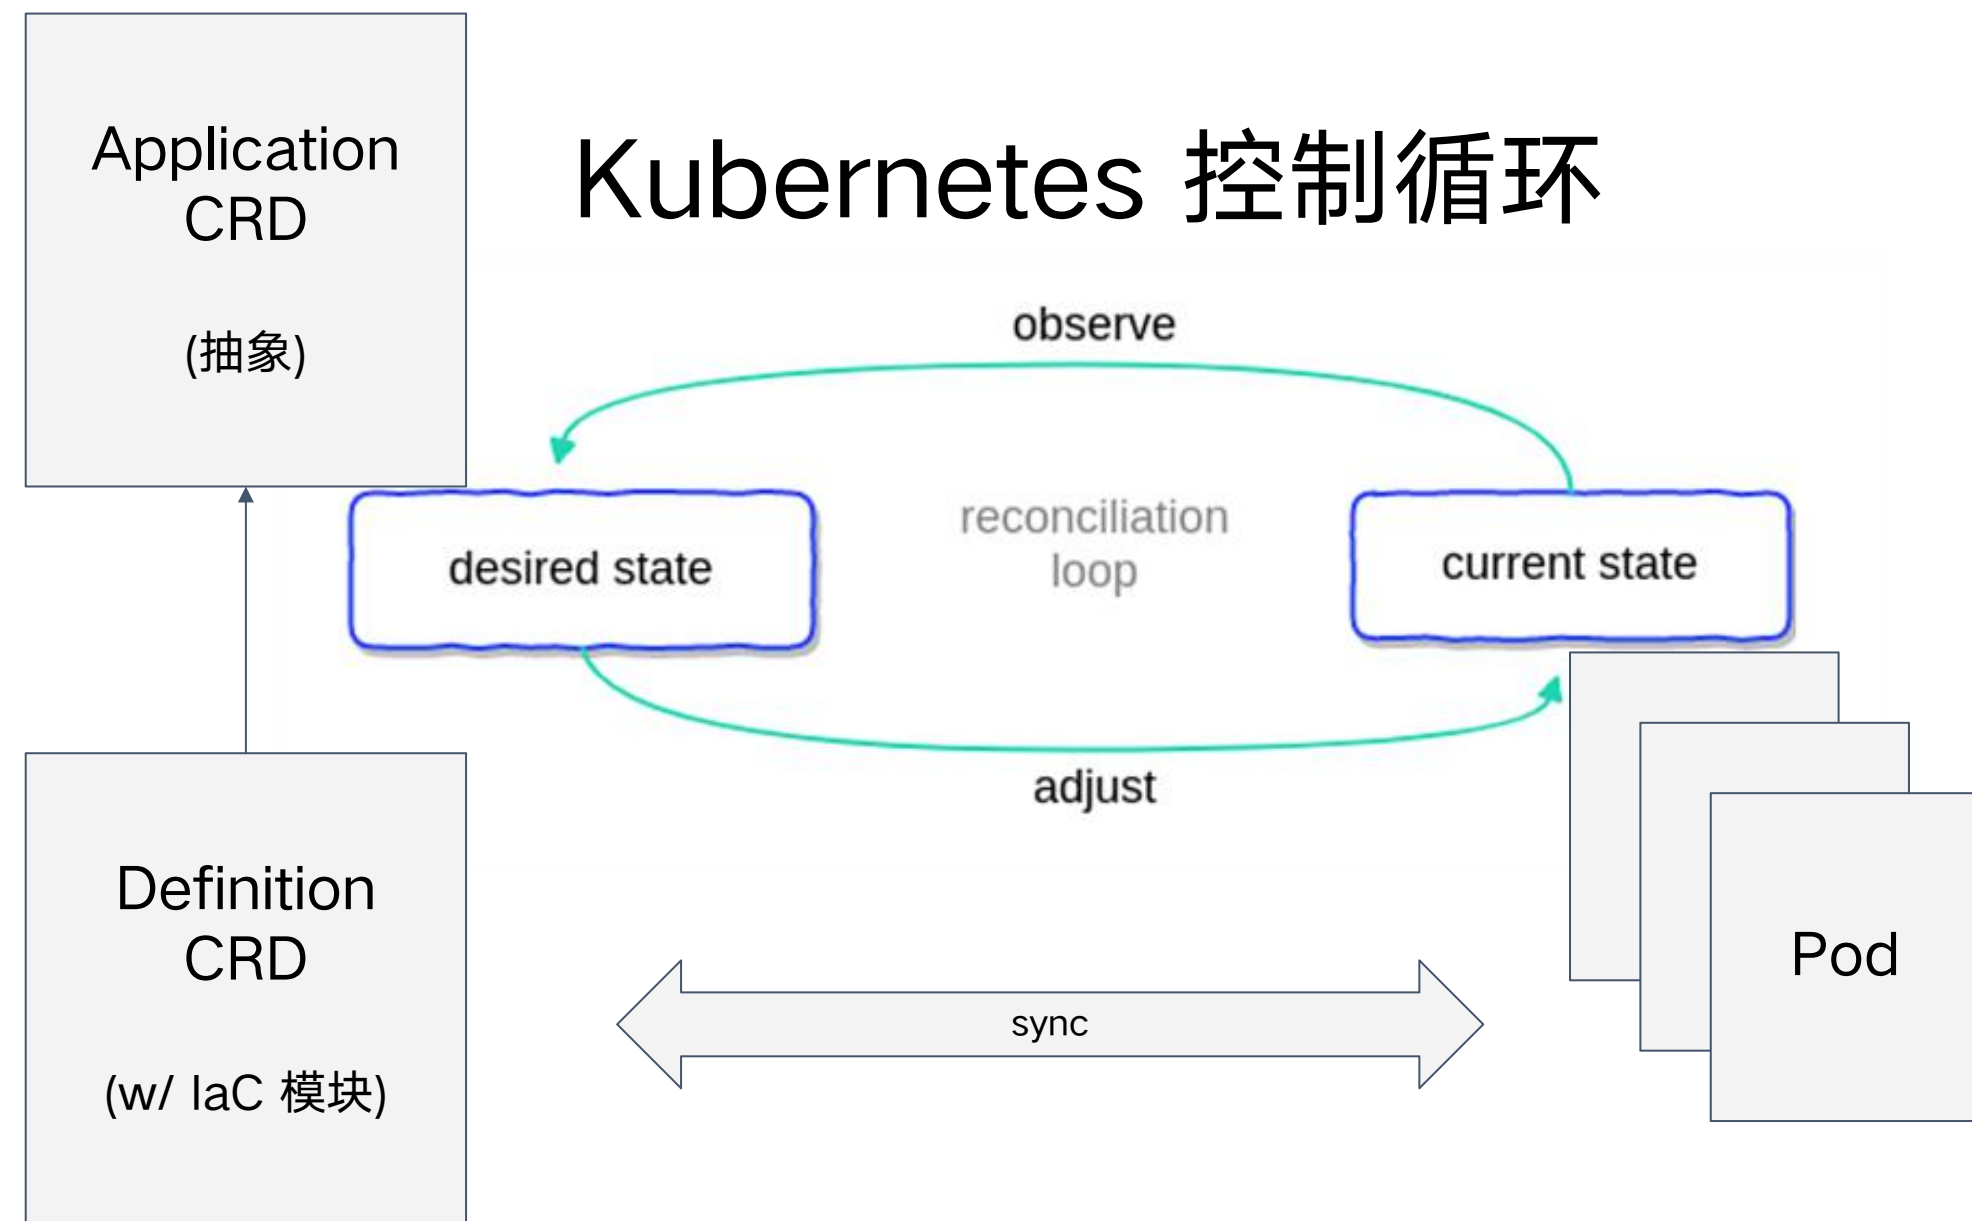 Application
CRD
(抽象)
Kubernetes 控制循环
observe
desired state
reconciliation
loop
current state
adjust
Definition
CRD
(w/ IaC 模块)
sync
Pod